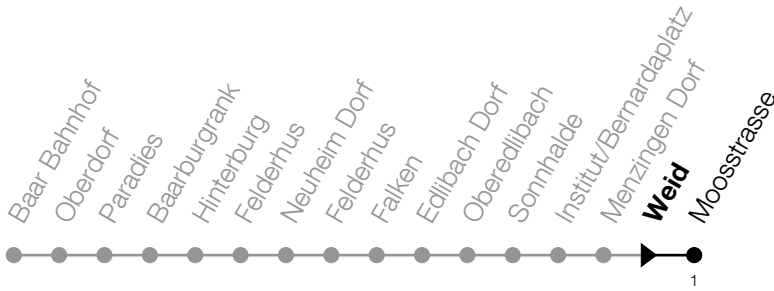 Baar Bahnhof
Oberdorf
Paradies
Baarburgrank
Hinterburg
Felderhus
Neuheim Dorf
Felderhus
Falken
Edlibach Dorf
Oberedlibach
Sonnhalde
Institut/Bernardaplatz
Menzingen Dorf
Weid
Moosstrasse
1